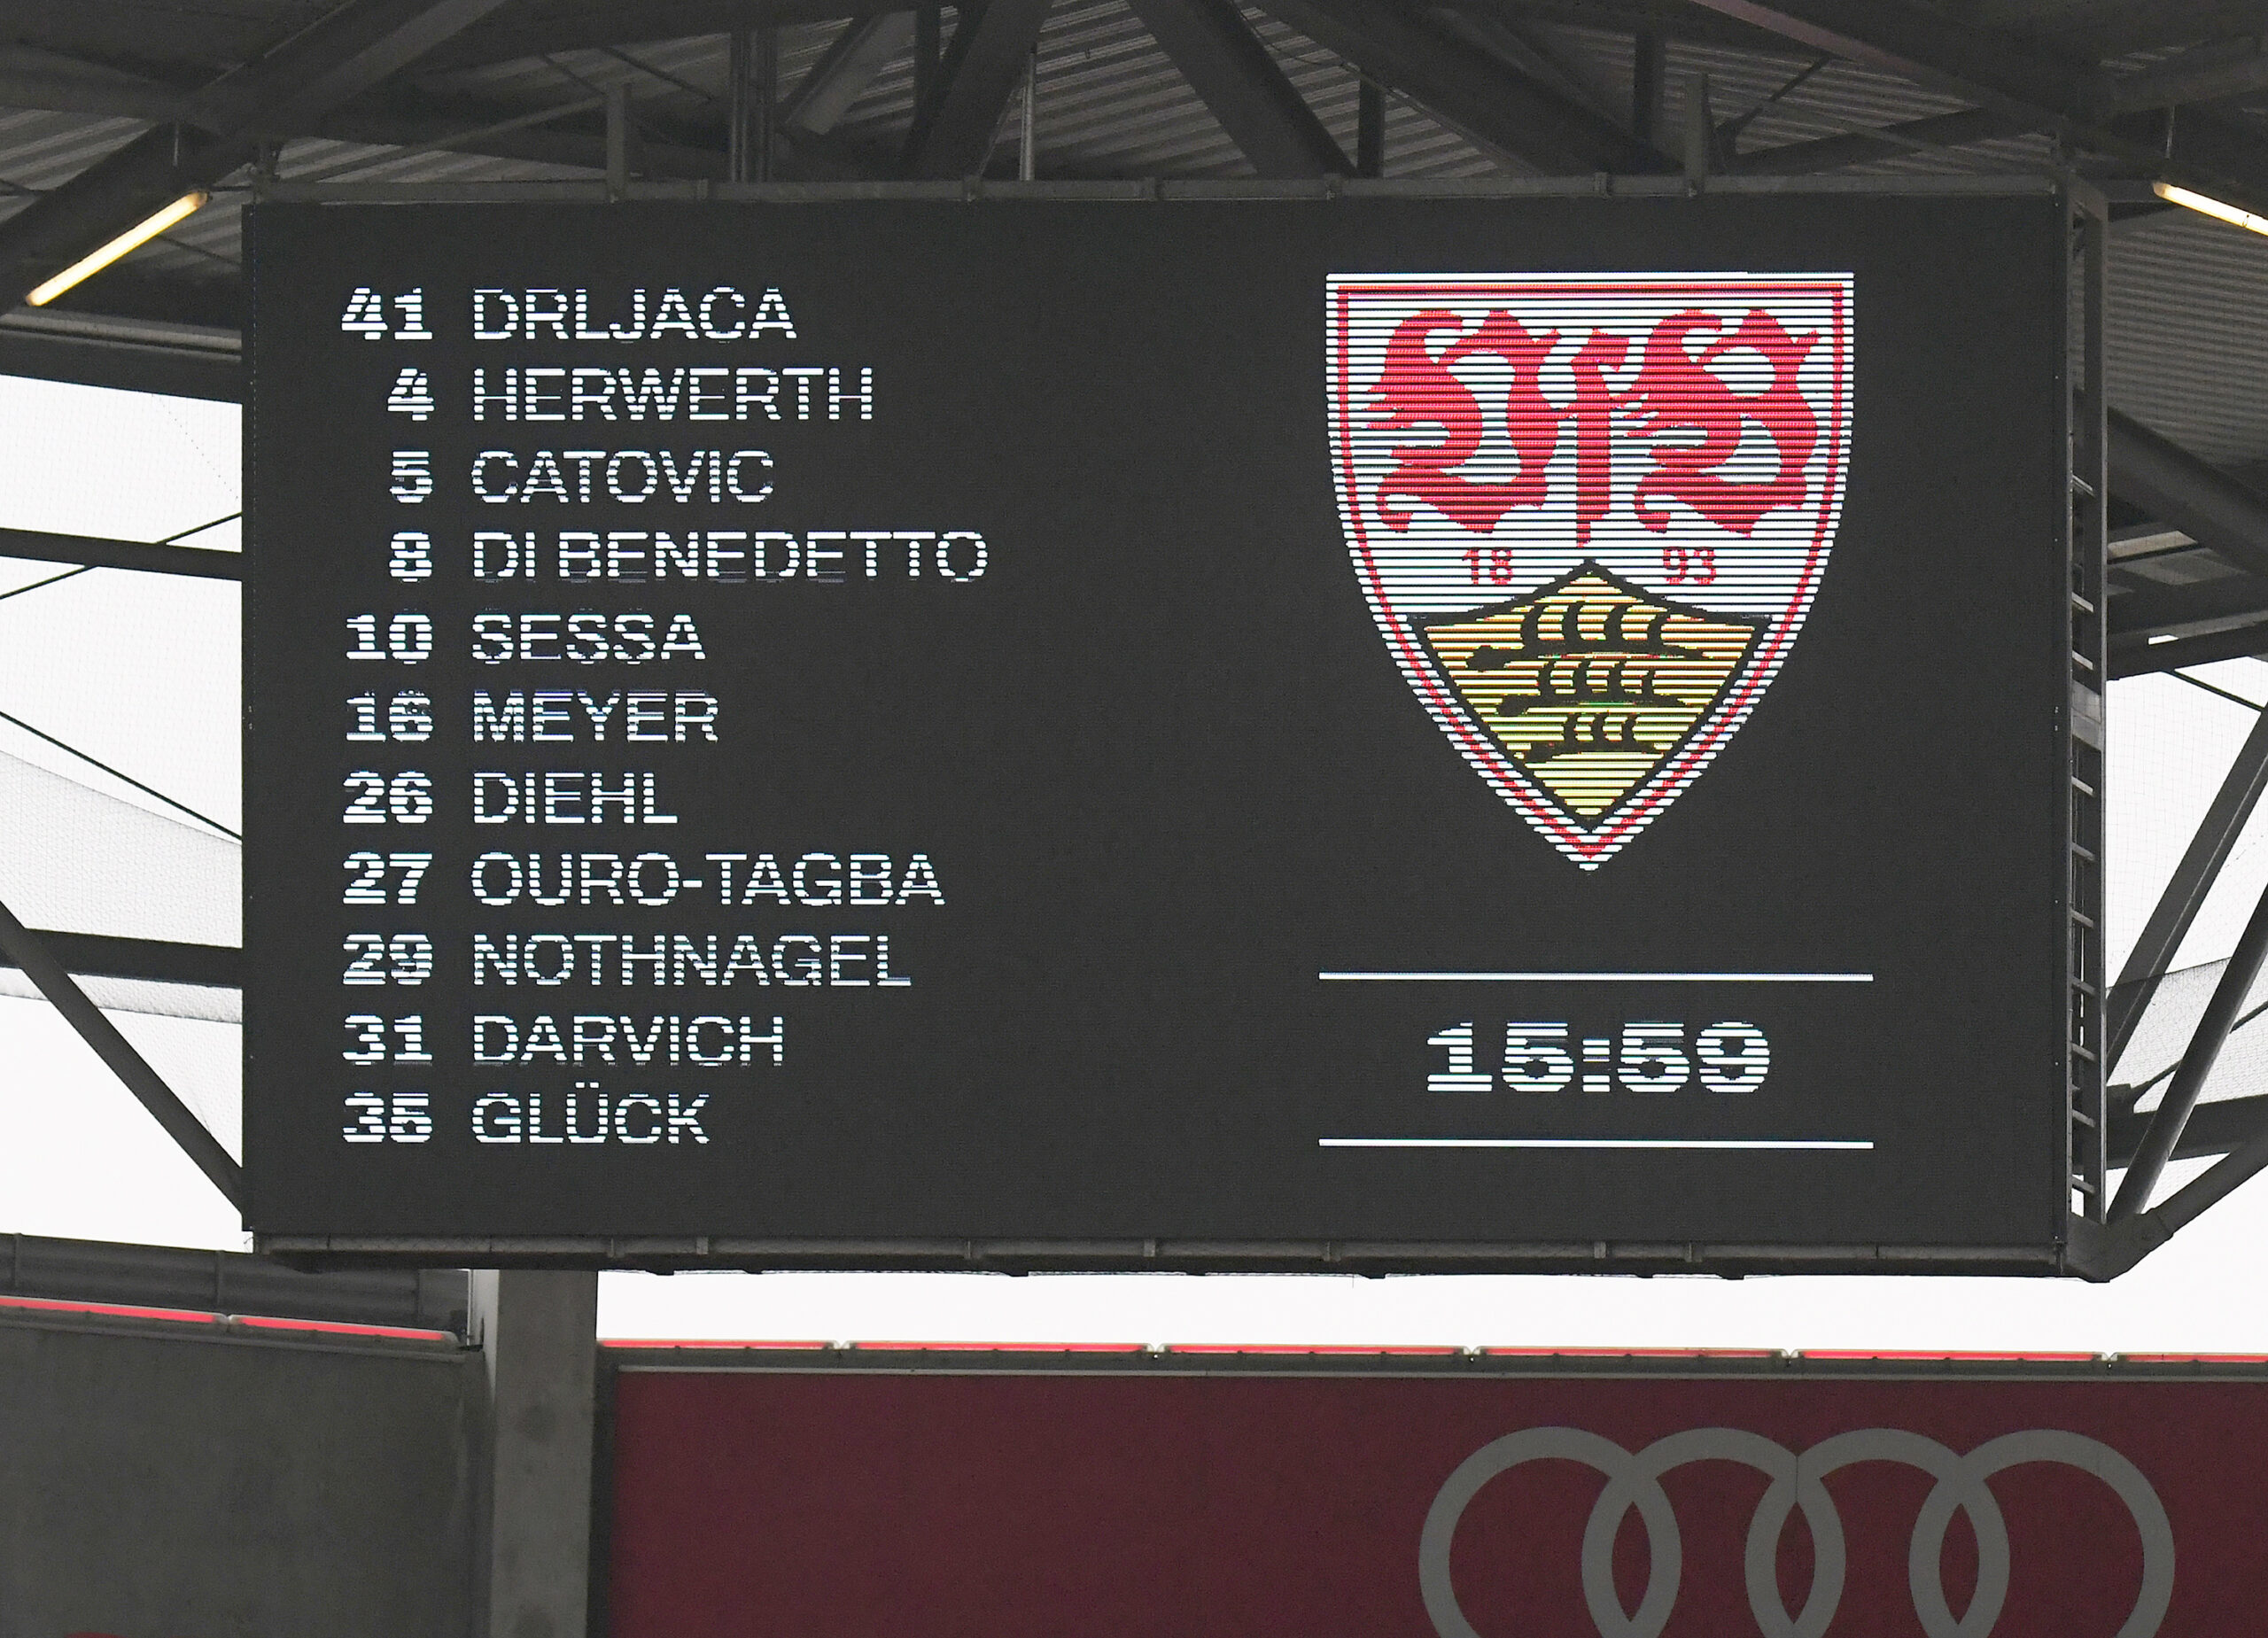 41 DRLJACA
4 HERWERTH
5 CATOVIC
8 DI BENEDETTO
10 SESSA
16 MEYER
26 DIEHL
27 OURO-TAGBA
29 NOTHNAGEL
31 DARVICH
35 GLÜCK
18 93
15:59